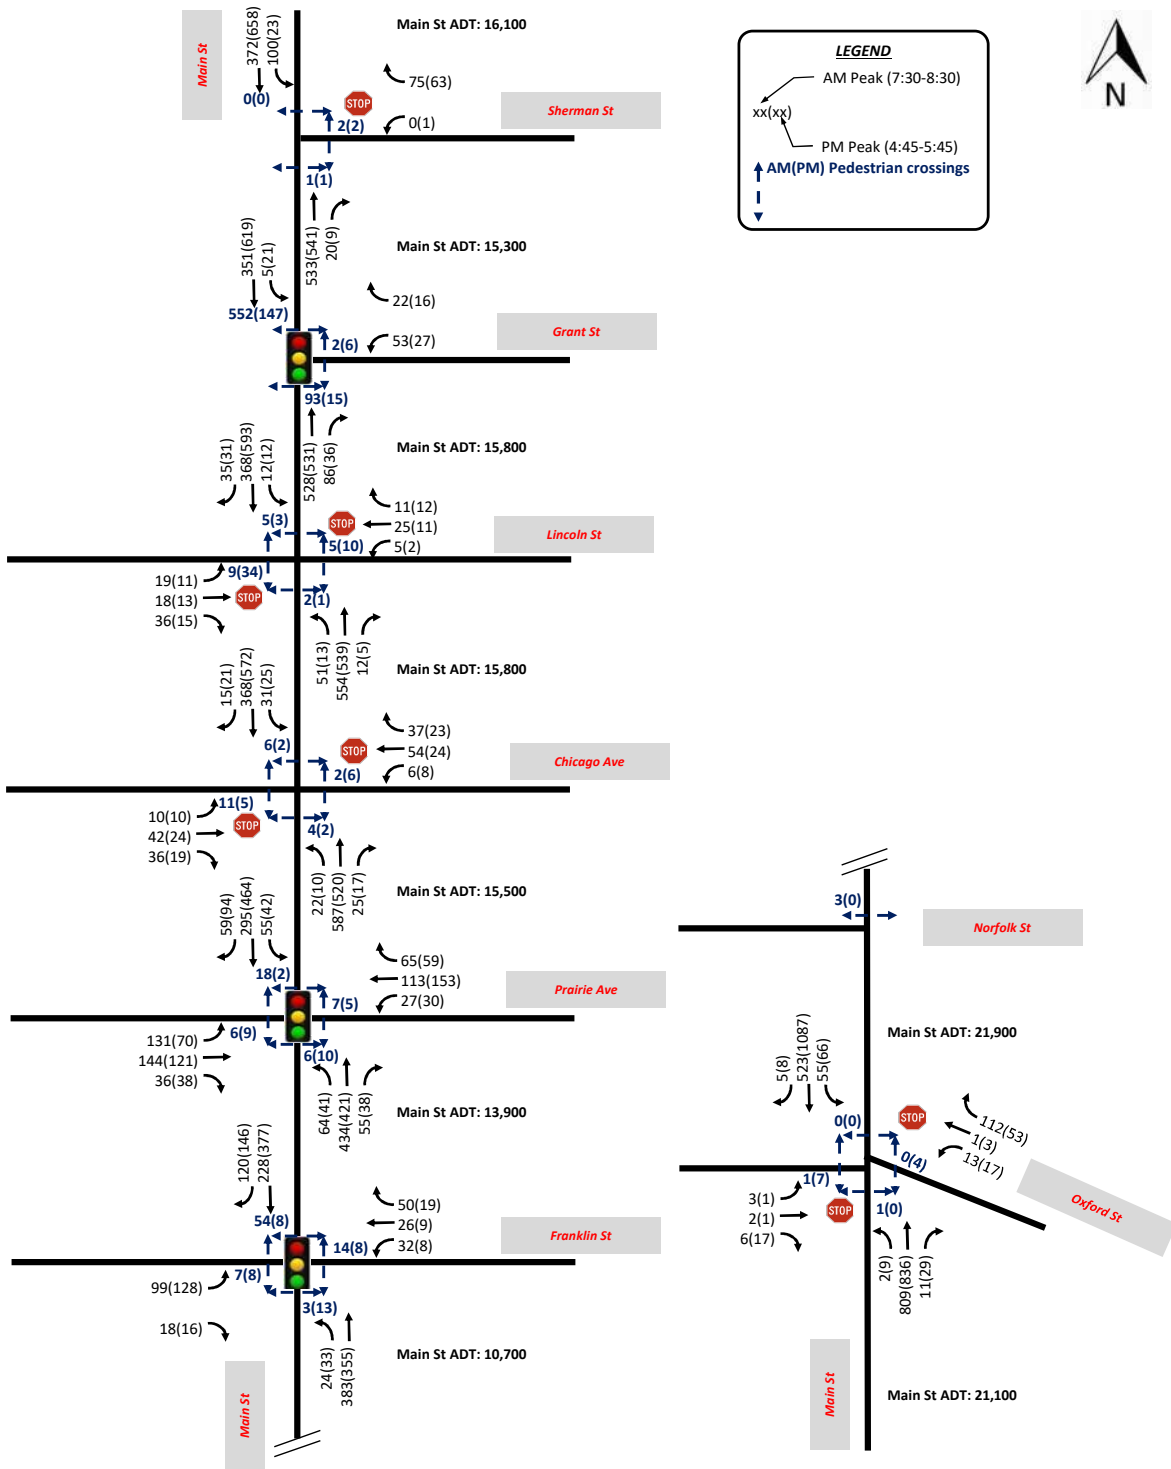 Main St
372(658)
100(23)
Main St ADT: 16,100
75(63)
0(0)
STOP
2(2)
Sherman St
0(1)
1(1)
533(541)
20(9)
Main St ADT: 15,300
351(619)
5(21)
22(16)
552(147)
2(6)
Grant St
53(27)
93(15)
528(531)
86(36)
Main St ADT: 15,800
35(31)
368(593)
12(12)
11(12)
5(3)
STOP
25(11)
Lincoln St
5(10)
5(2)
19(11)
9(34)
18(13)
STOP
2(1)
36(15)
51(13)
554(539)
12(5)
Main St ADT: 15,800
15(21)
368(572)
31(25)
37(23)
6(2)
STOP
54(24)
Chicago Ave
2(6)
6(8)
10(10)
11(5)
42(24)
STOP
4(2)
36(19)
22(10)
587(520)
25(17)
Main St ADT: 15,500
59(94)
295(464)
55(42)
65(59)
18(2)
113(153)
Prairie Ave
7(5)
27(30)
131(70)
6(9)
144(121)
6(10)
36(38)
64(41)
434(421)
55(38)
Main St ADT: 13,900
120(146)
228(377)
50(19)
54(8)
26(9)
Franklin St
14(8)
32(8)
99(128)
7(8)
3(13)
18(16)
24(33)
383(355)
Main St ADT: 10,700
Main St
LEGEND
AM Peak (7:30-8:30)
xx(xx)
PM Peak (4:45-5:45)
AM(PM) Pedestrian crossings
N
3(0)
Norfolk St
Main St ADT: 21,900
5(8)
523(1087)
55(66)
0(0)
STOP
112(53)
1(3)
13(17)
0(4)
Oxford St
1(7)
3(1)
2(1)
STOP
1(0)
6(17)
2(9)
809(836)
11(29)
Main St
Main St ADT: 21,100